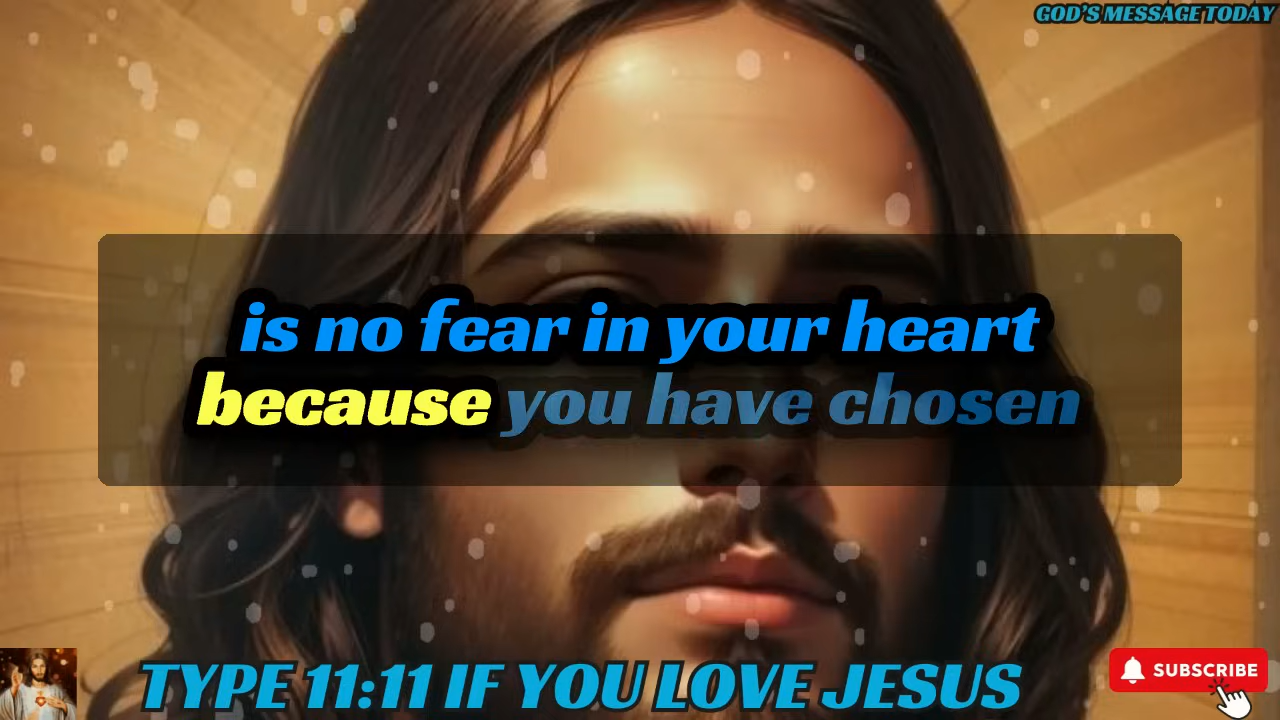 GOD'S MESSAGE TODAY
is no fear in your heart
because you have chosen
TYPE 11:11 IF YOU LOVE JESUS
SUBSCRIBE